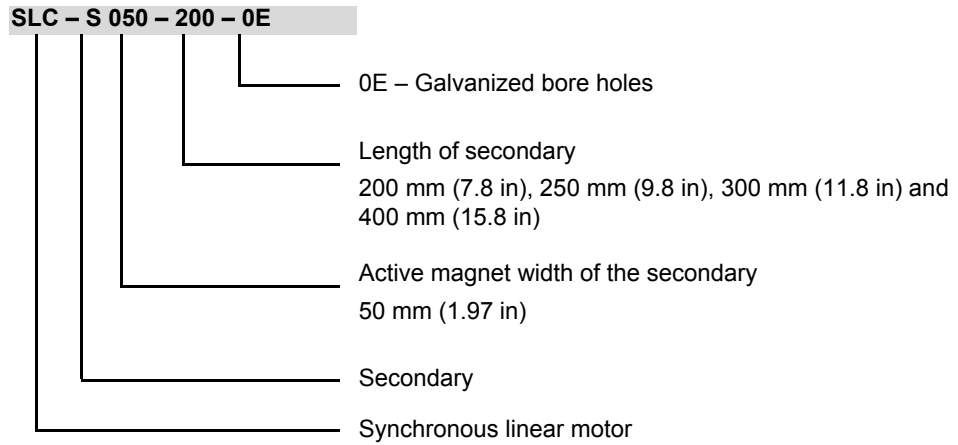 SLC – S 050 – 200 – 0E
0E – Galvanized bore holes
Length of secondary
200 mm (7.8 in), 250 mm (9.8 in), 300 mm (11.8 in) and
400 mm (15.8 in)
Active magnet width of the secondary
50 mm (1.97 in)
Secondary
Synchronous linear motor